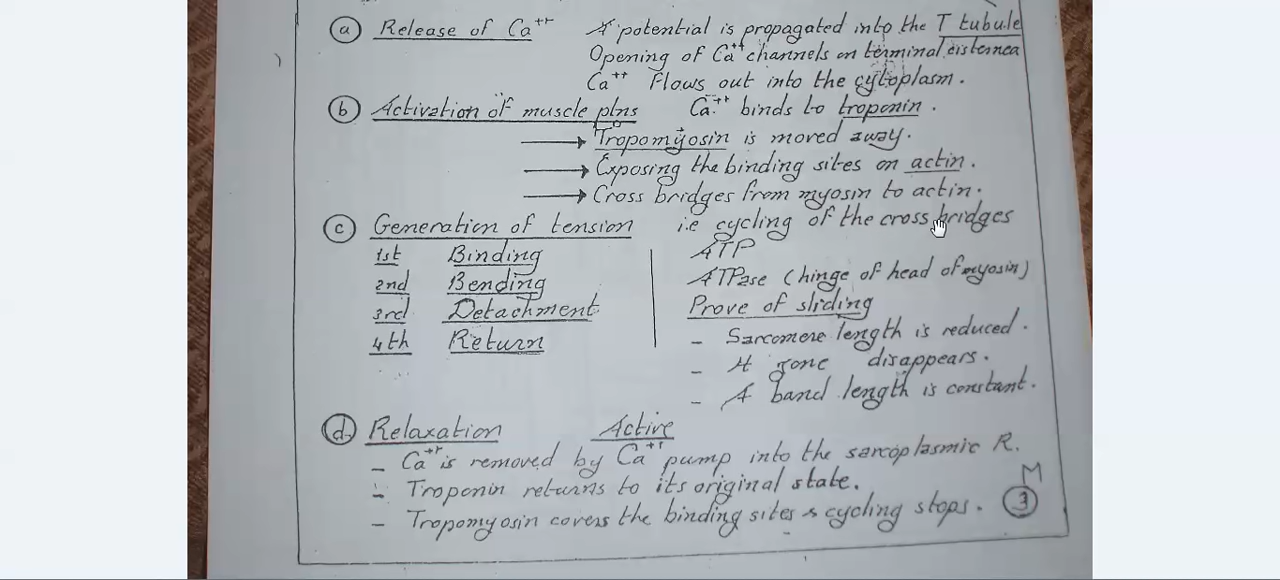 (a) Release of Ca++ A potential is propagated into the T tubule
Opening of Ca++ channels on terminal cisternea
Ca++ Flows out into the cytoplasm.
(b) Activation of muscle ptns Ca++ binds to troponin.
→ Tropomyosin is moved away.
→ Exposing the binding sites on actin.
→ Cross bridges from myosin to actin.
(c) Generation of tension i.e cycling of the cross bridges
1st Binding
2nd Bending
3rd Detachment
4th Return
ATP
ATPase (hinge of head of myosin)
Prove of sliding
- Sarcomere length is reduced.
- H zone disappears.
- A band length is constant.
(d) Relaxation Active
- Ca++ is removed by Ca++ pump into the sarcoplasmic R.
- Troponin returns to its original state.
- Tropomyosin covers the binding sites & cycling stops.
M
3